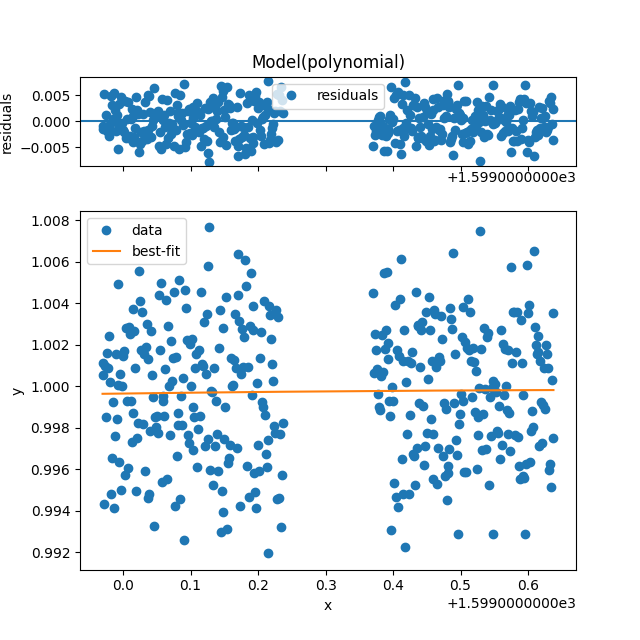 Model(polynomial)
residuals
0.005
0.000
−0.005
residuals
+1.5990000000e3
1.008
1.006
1.004
1.002
1.000
0.998
0.996
0.994
0.992
y
data
best-fit
0.0 0.1 0.2 0.3 0.4 0.5 0.6
x
+1.5990000000e3